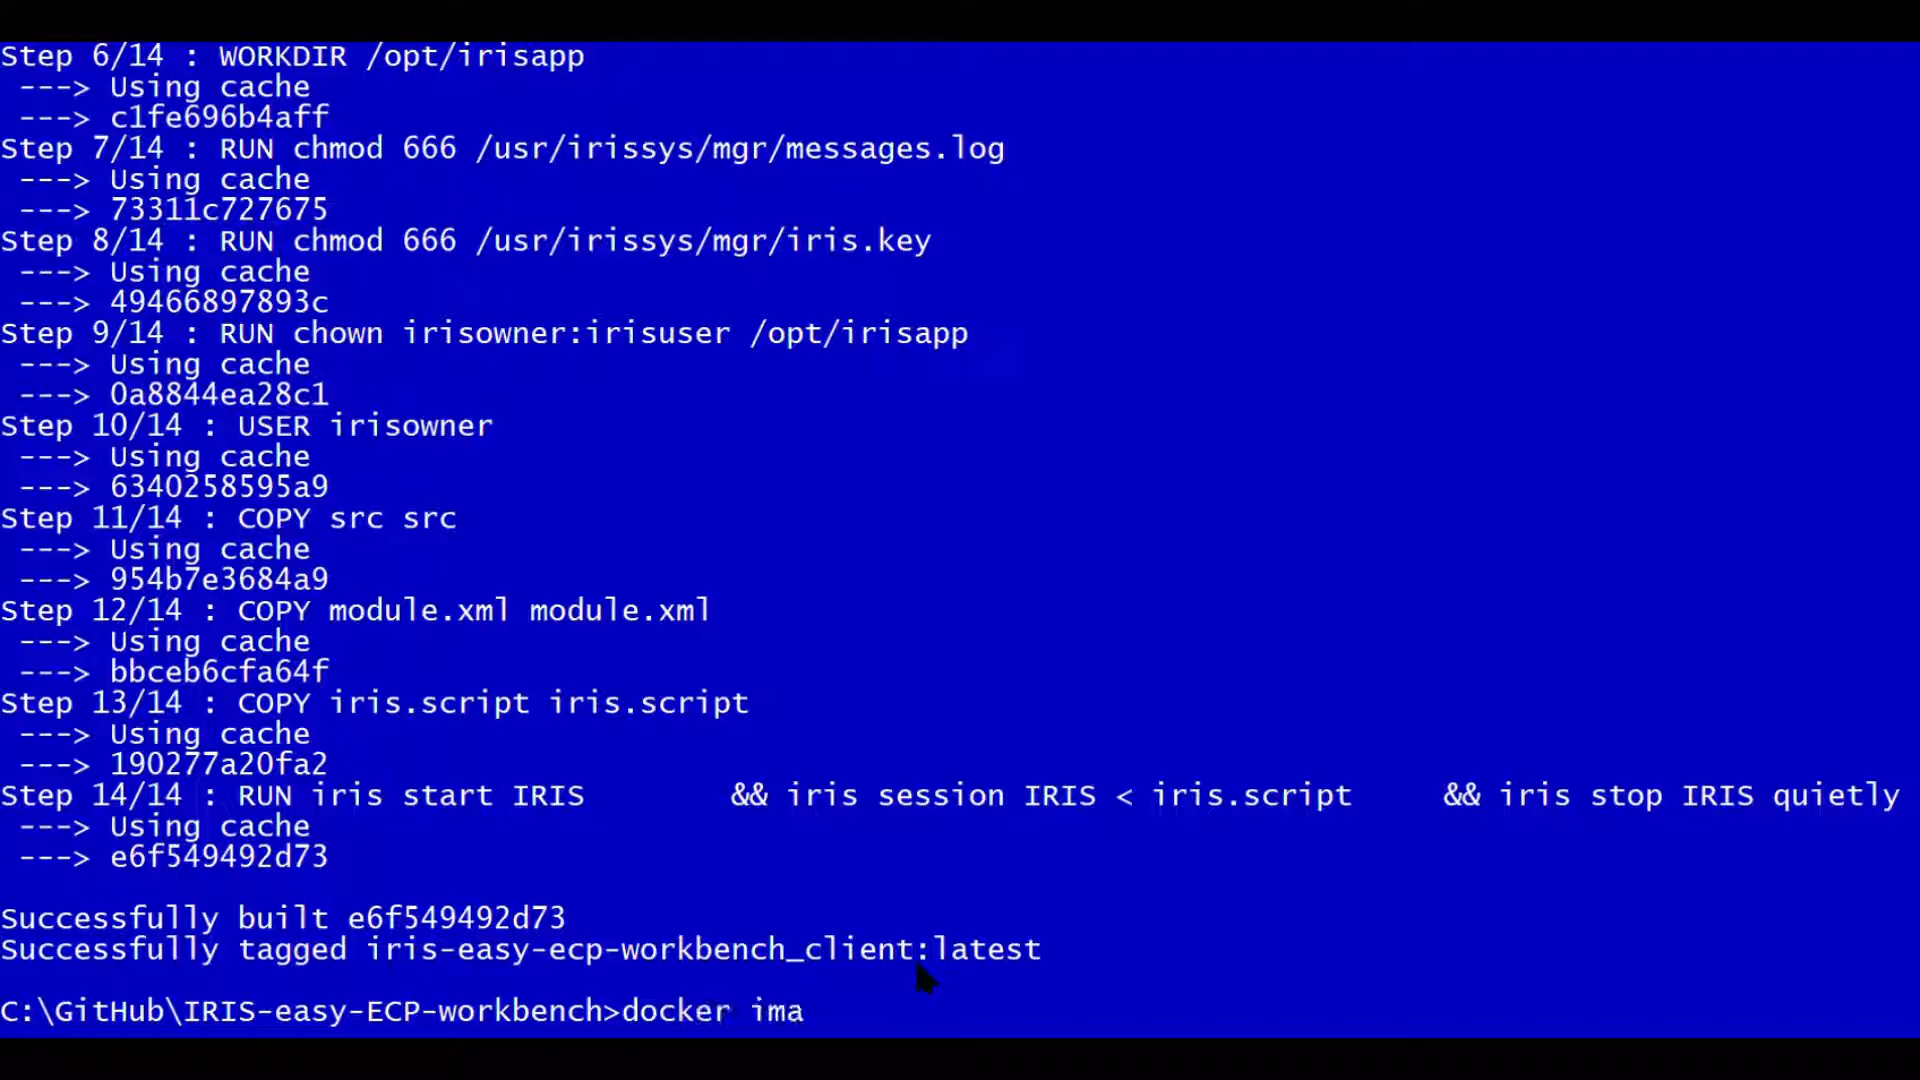 Step 6/14 : WORKDIR /opt/irisapp
---> Using cache
---> c1fe696b4aff
Step 7/14 : RUN chmod 666 /usr/irissys/mgr/messages.log
---> Using cache
---> 73311c727675
Step 8/14 : RUN chmod 666 /usr/irissys/mgr/iris.key
---> Using cache
---> 49466897893c
Step 9/14 : RUN chown irisowner:irisuser /opt/irisapp
---> Using cache
---> 0a8844ea28c1
Step 10/14 : USER irisowner
---> Using cache
---> 6340258595a9
Step 11/14 : COPY src src
---> Using cache
---> 954b7e3684a9
Step 12/14 : COPY module.xml module.xml
---> Using cache
---> bbceb6cfa64f
Step 13/14 : COPY iris.script iris.script
---> Using cache
---> 190277a20fa2
Step 14/14 : RUN iris start IRIS        && iris session IRIS < iris.script     && iris stop IRIS quietly
---> Using cache
---> e6f549492d73
Successfully built e6f549492d73
Successfully tagged iris-easy-ecp-workbench_client:latest
C:\GitHub\IRIS-easy-ECP-workbench>docker ima